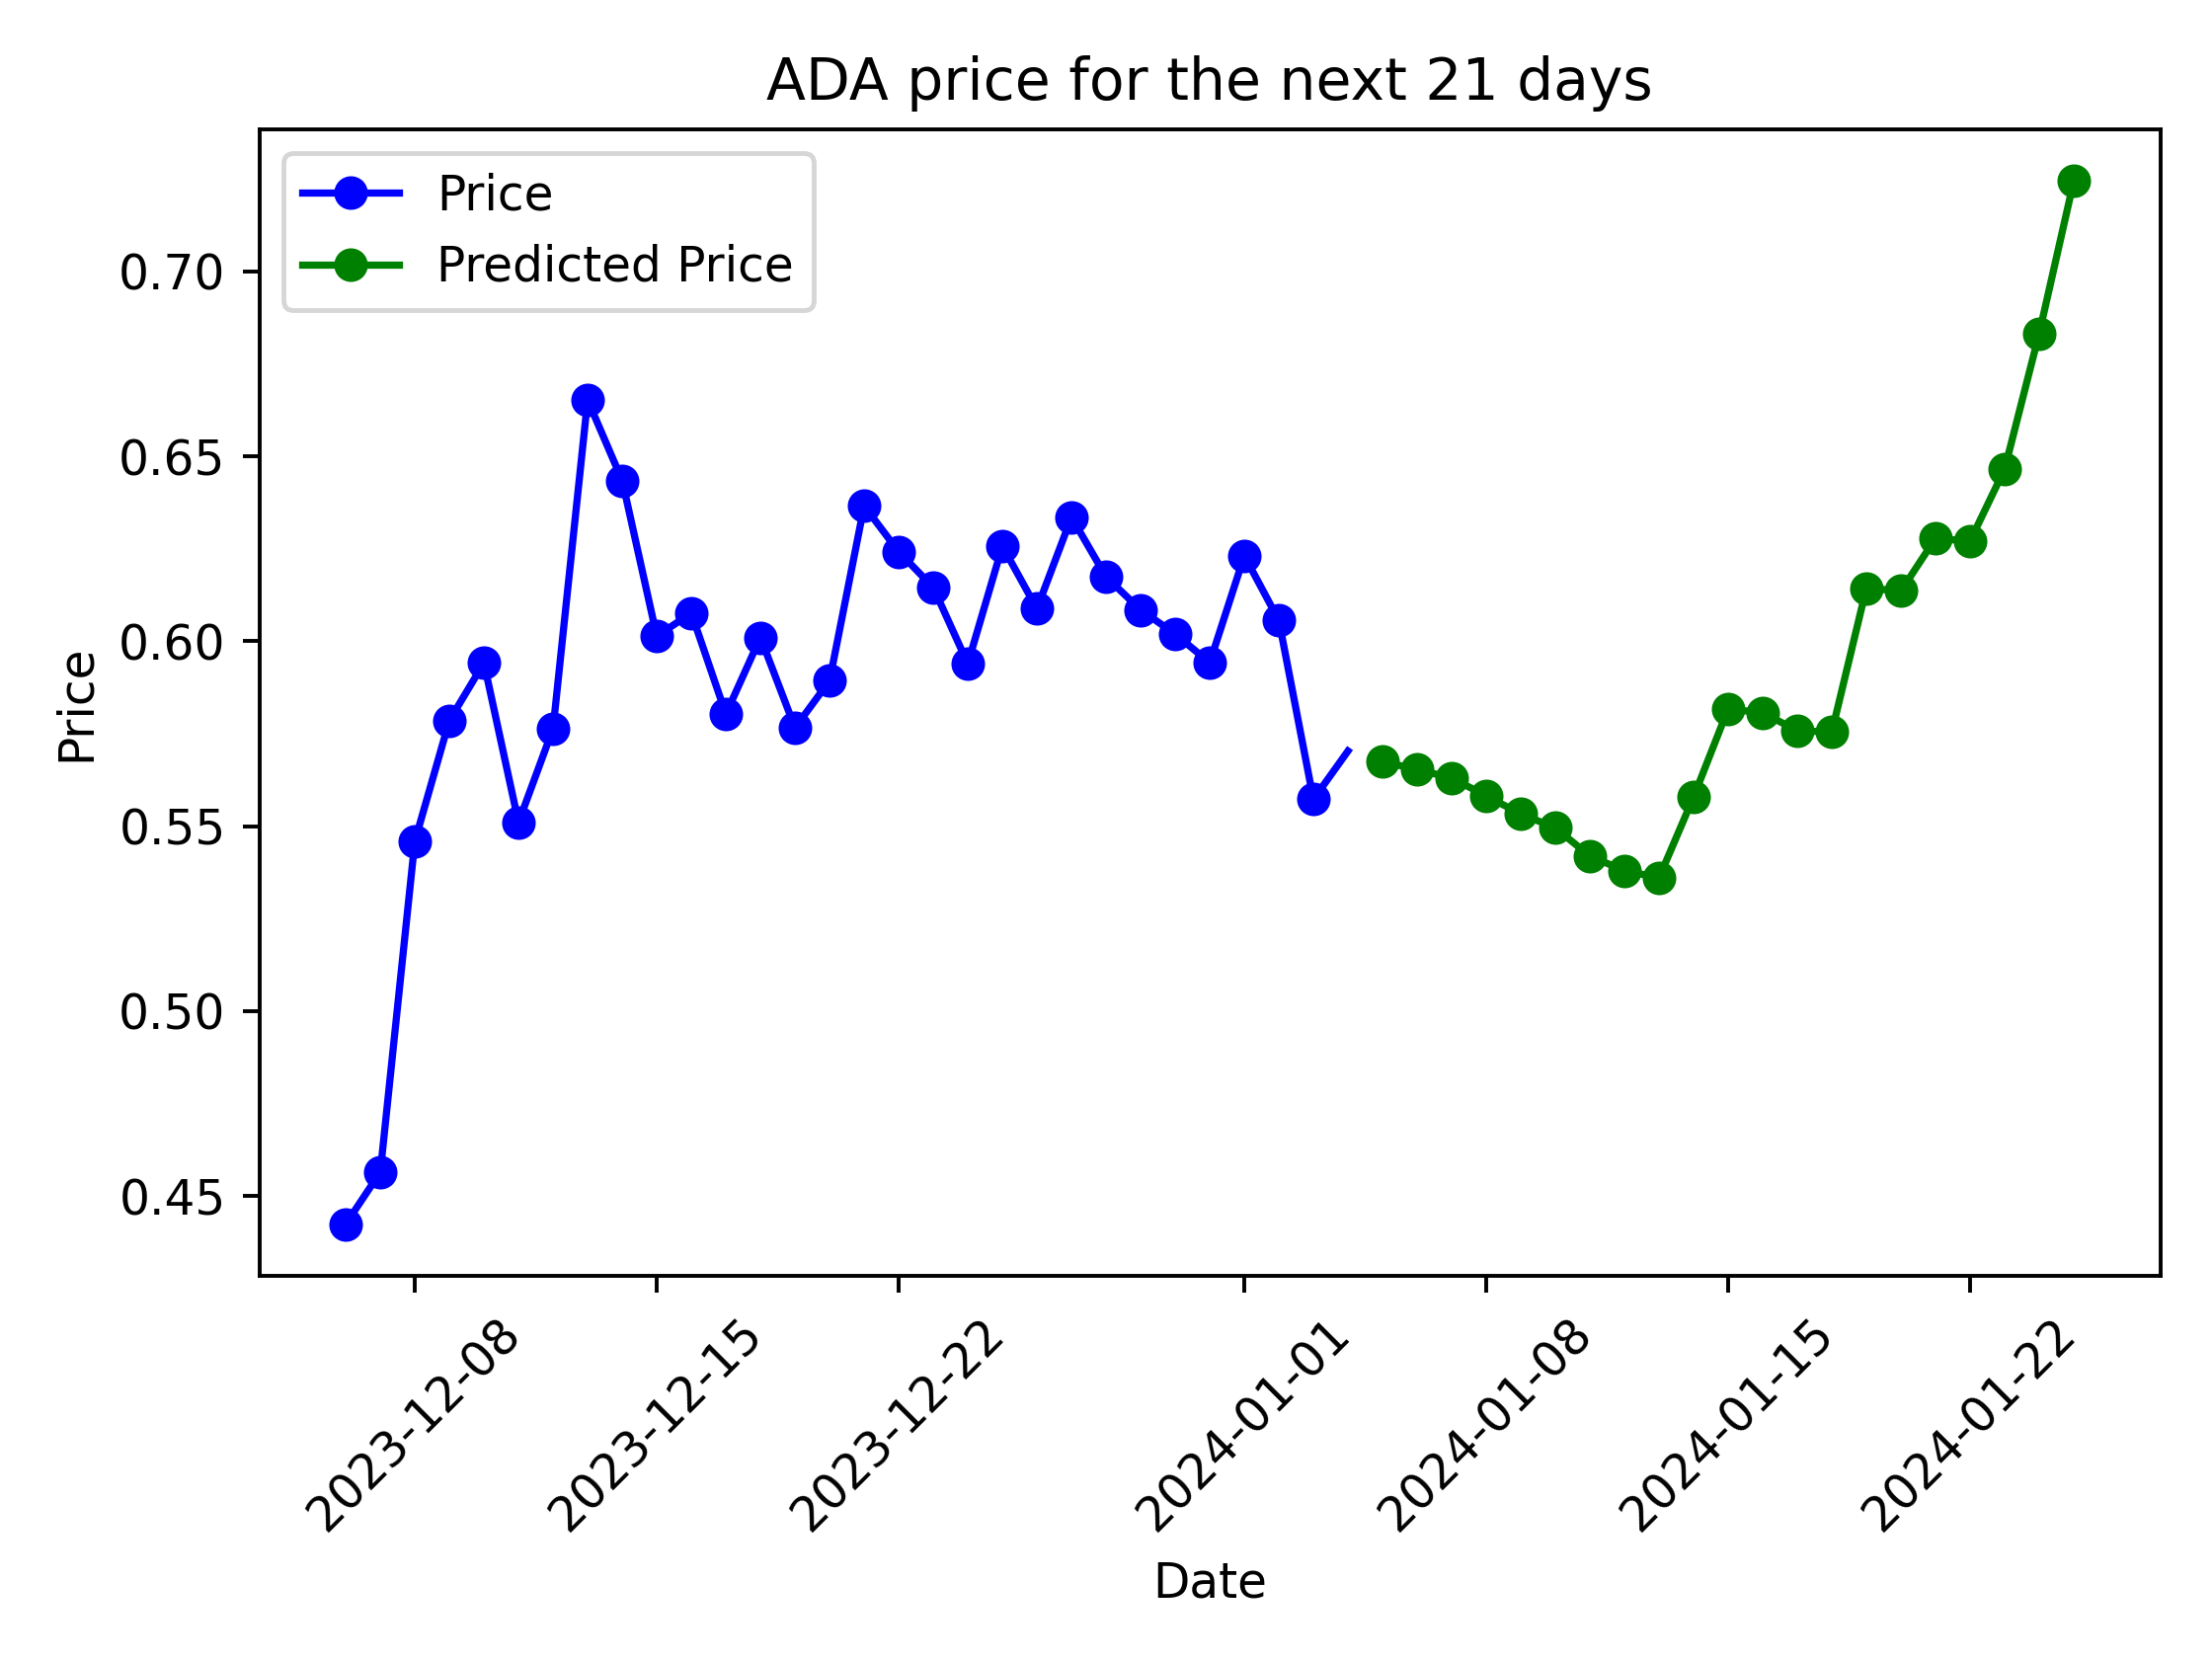 ADA price for the next 21 days
Price
Predicted Price
0.70
0.65
0.60
0.55
0.50
0.45
Price
2023-12-08
2023-12-15
2023-12-22
2024-01-01
2024-01-08
2024-01-15
2024-01-22
Date